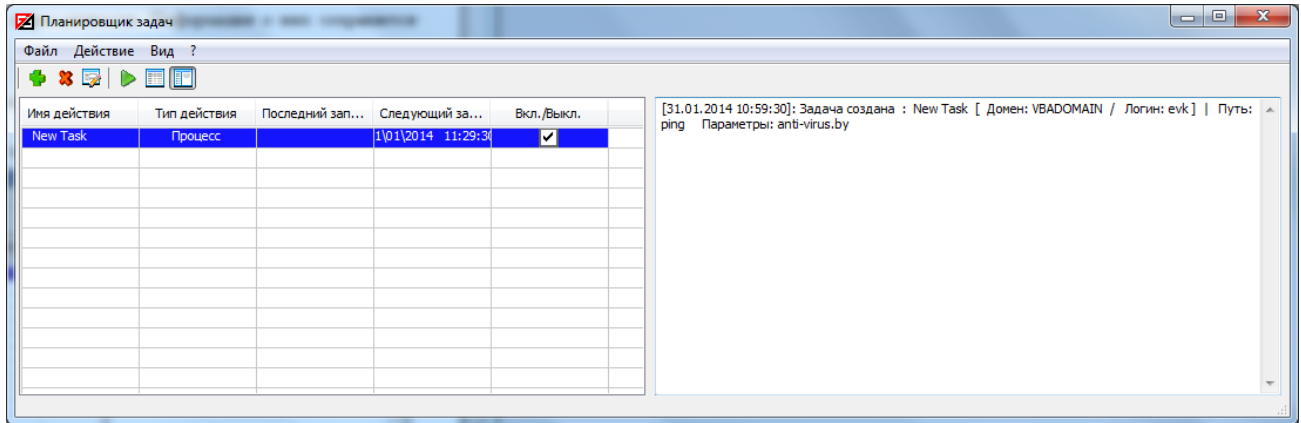 Планировщик задач
Файл Действие Вид ?
Имя действия Тип действия Последний зап... Следующий за... Вкл./Выкл.
New Task Процесс 1\01\2014 11:29:30
[31.01.2014 10:59:30]: Задача создана : New Task [ Домен: VBADOMAIN / Логин: evk ] | Путь:
ping Параметры: anti-virus.by